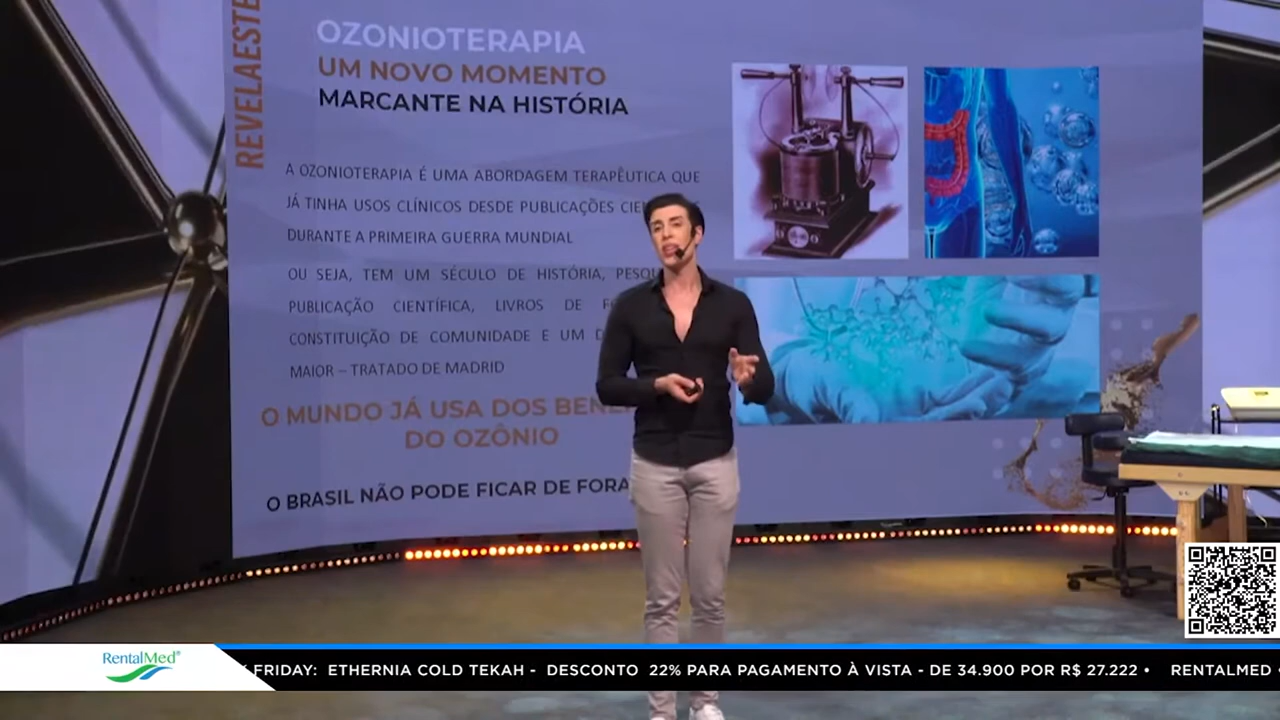 REVELAESTE
OZONIOTERAPIA
UM NOVO MOMENTO
MARCANTE NA HISTÓRIA
A OZONIOTERAPIA É UMA ABORDAGEM TERAPÊUTICA QUE
JÁ TINHA USOS CLÍNICOS DESDE PUBLICAÇÕES
DURANTE A PRIMEIRA GUERRA MUNDIAL
OU SEJA, TEM UM SÉCULO DE HISTÓRIA,
PUBLICAÇÃO CIENTÍFICA, LIVROS DE
CONSTITUIÇÃO DE COMUNIDADE E UM
MAIOR – TRATADO DE MADRID
O MUNDO JÁ USA DOS
DO OZÔNIO
O BRASIL NÃO PODE FICAR DE FORA
RentalMed®
FRIDAY: ETHERNIA COLD TEKAH - DESCONTO 22% PARA PAGAMENTO À VISTA - DE 34.900 POR R$ 27.222 • RENTALMED